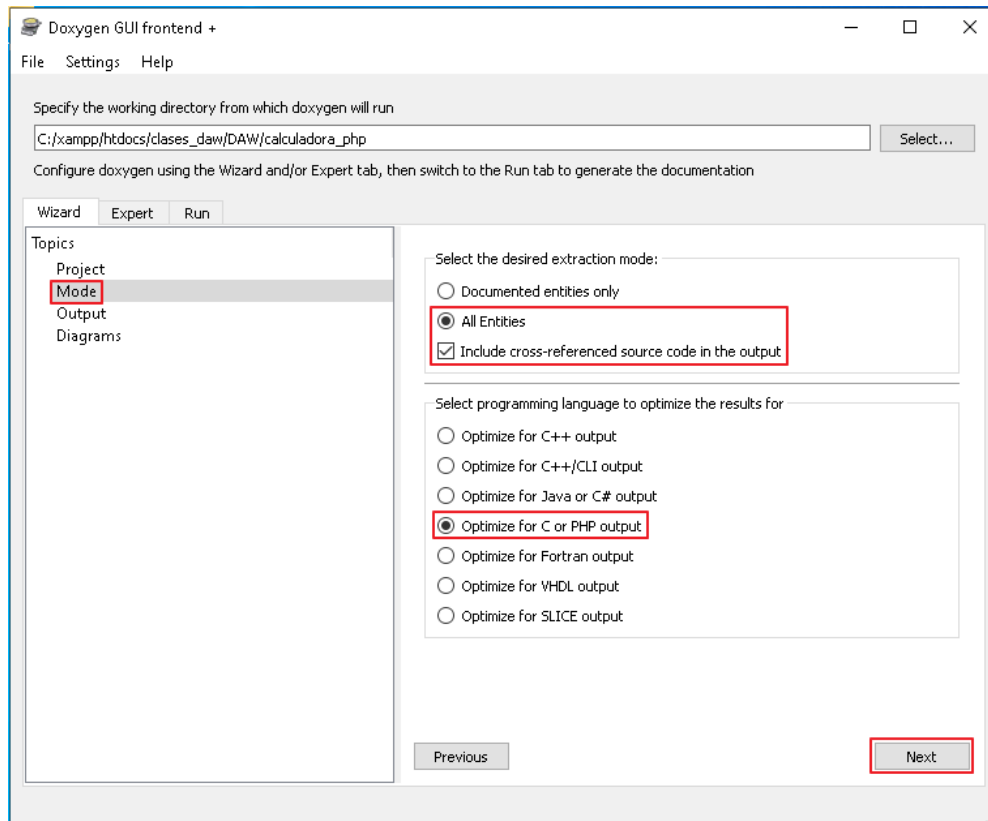 Doxygen GUI frontend +
File Settings Help
Specify the working directory from which doxygen will run
C:/xampp/htdocs/clases_daw/DAW/calculadora_php
Select...
Configure doxygen using the Wizard and/or Expert tab, then switch to the Run tab to generate the documentation
Wizard Expert Run
Topics
Project
Mode
Output
Diagrams
Select the desired extraction mode:
Documented entities only
All Entities
Include cross-referenced source code in the output
Select programming language to optimize the results for
Optimize for C++ output
Optimize for C++/CLI output
Optimize for Java or C# output
Optimize for C or PHP output
Optimize for Fortran output
Optimize for VHDL output
Optimize for SLICE output
Previous Next